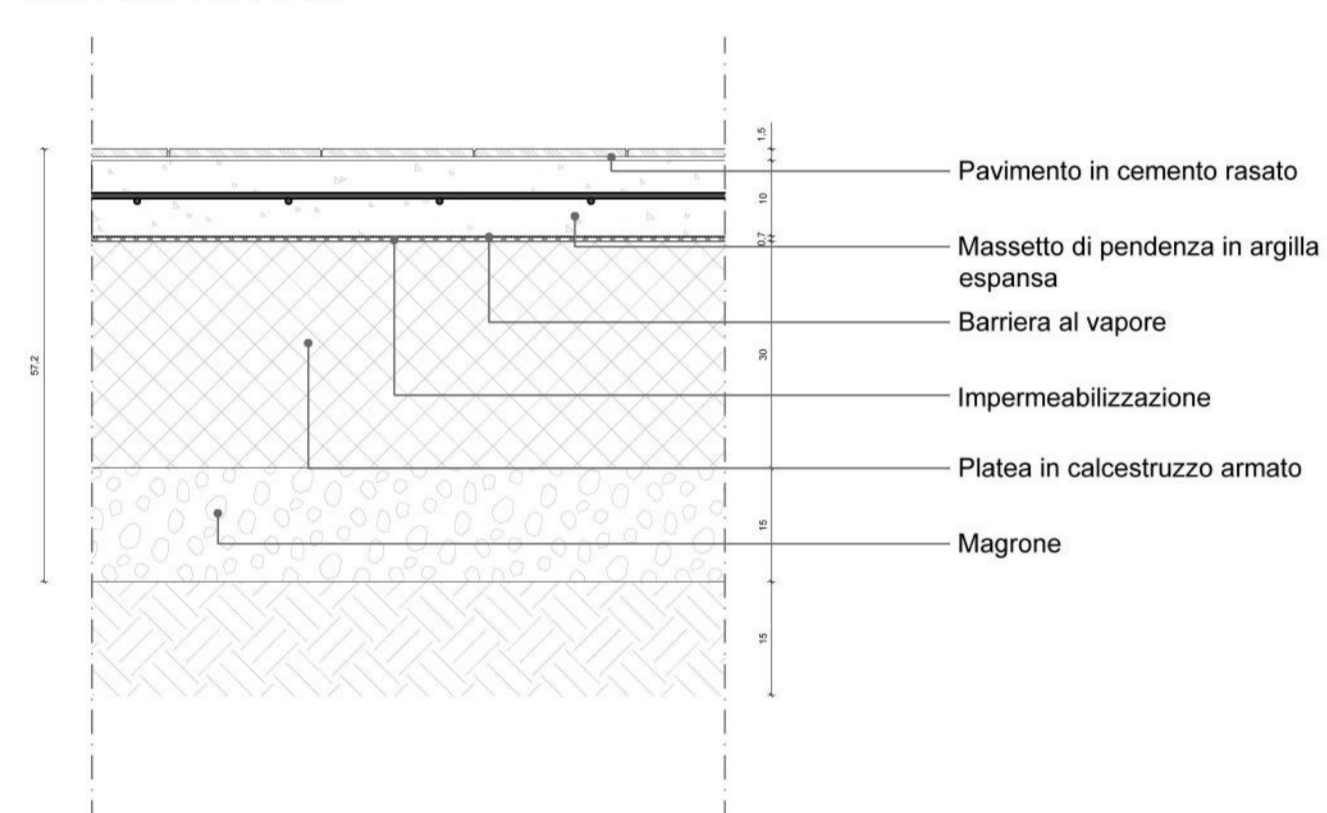 1,5
Pavimento in cemento rasato
10
0,7
Massetto di pendenza in argilla
espansa
Barriera al vapore
30
57,2
Impermeabilizzazione
Platea in calcestruzzo armato
15
Magrone
15